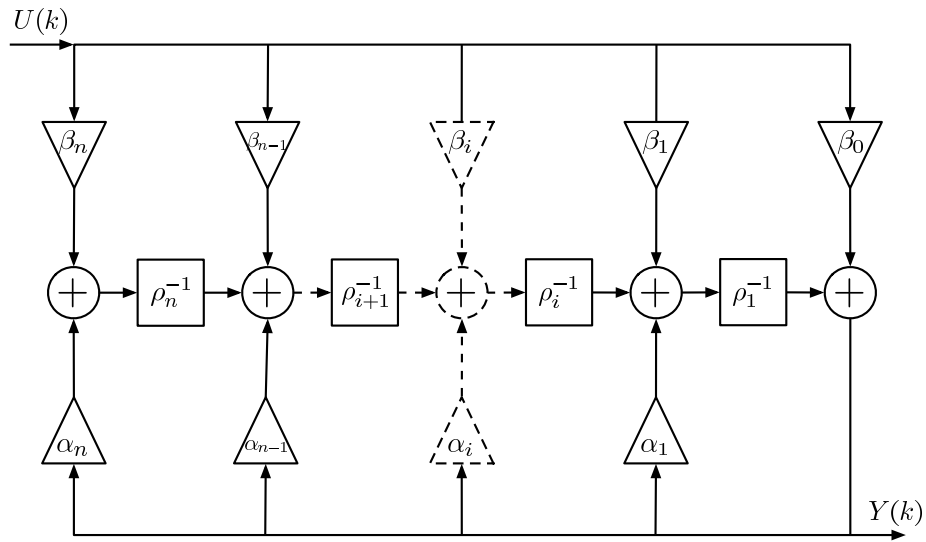 U(k)
βₙ βₙ₋₁ βᵢ β₁ β₀
+ ρₙ⁻¹ + ρᵢ₊₁⁻¹ + ρᵢ⁻¹ + ρ₁⁻¹ +
αₙ αₙ₋₁ αᵢ α₁
Y(k)